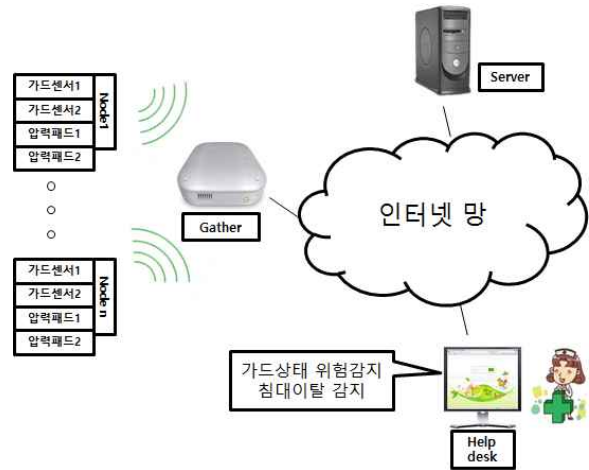 Server
가드센서1
가드센서2
압력패드1
압력패드2
Node1
Gather
인터넷 망
가드센서1
가드센서2
압력패드1
압력패드2
Node n
가드상태 위험감지
침대이탈 감지
Help
desk